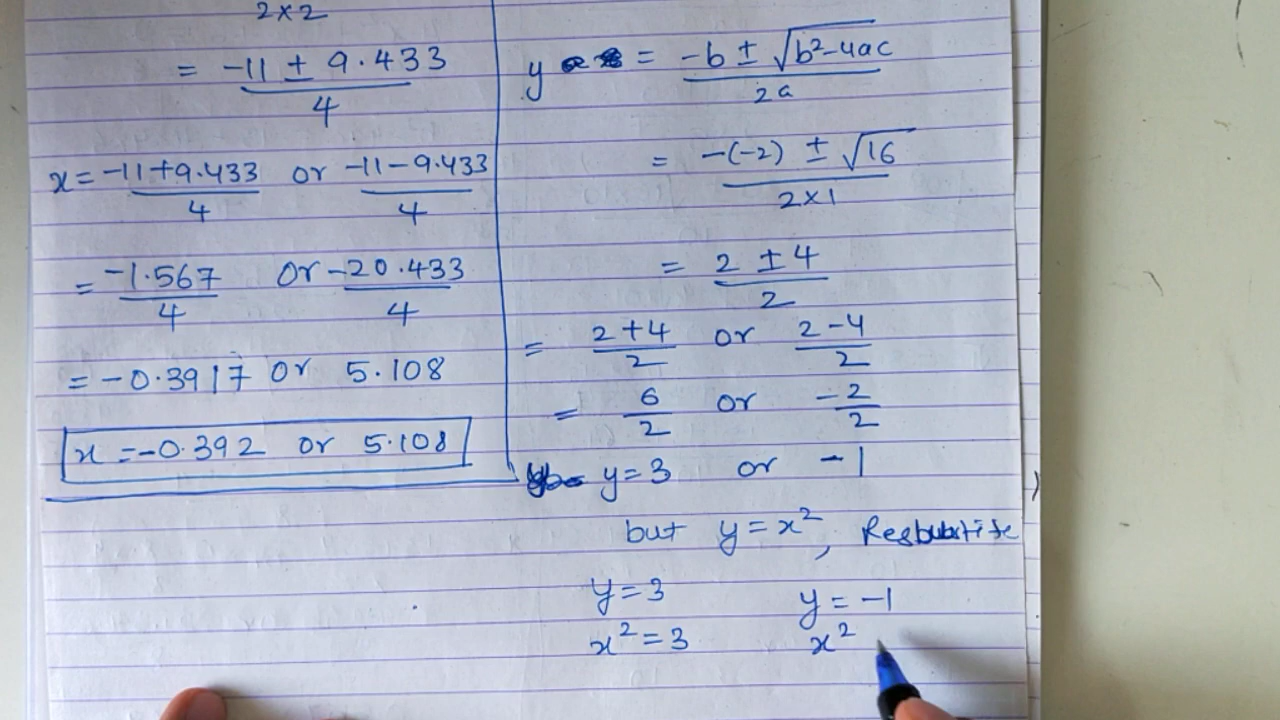 2×2
= -11 ± 9.433 / 4
x = -11+9.433 / 4 or -11-9.433 / 4
= -1.567 / 4 or -20.433 / 4
= -0.3917 or 5.108
x = -0.392 or 5.108
y = -b ± √b²-4ac / 2a
= -(-2) ± √16 / 2×1
= 2 ± 4 / 2
= 2+4 / 2 or 2-4 / 2
= 6 / 2 or -2 / 2
y = 3 or -1
but y = x²,
y = 3 y = -1
x² = 3 x²